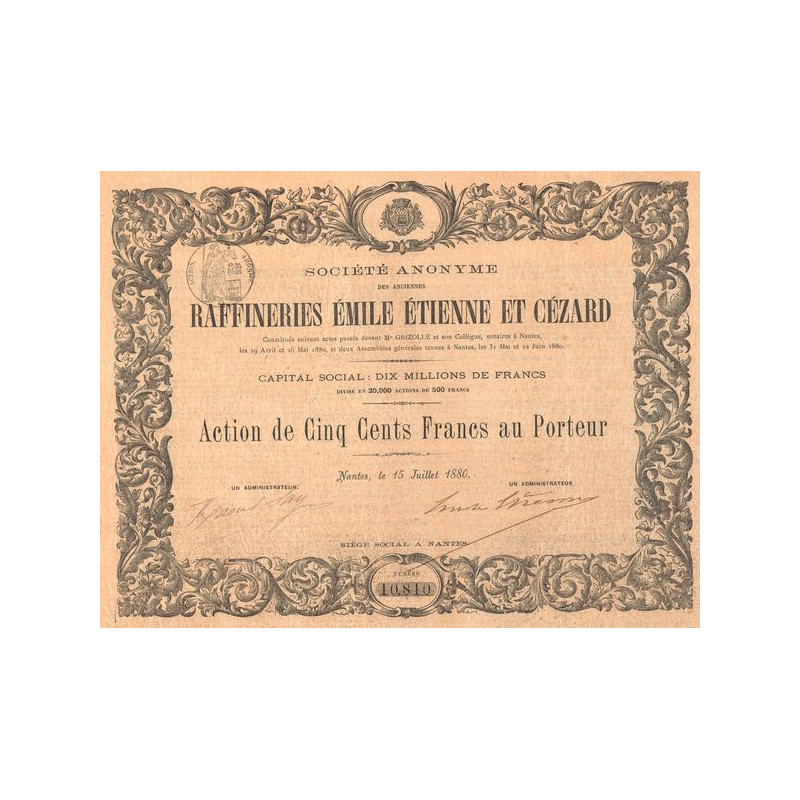 SOCIÉTÉ ANONYME
DES ANCIENNES
RAFFINERIES ÉMILE ÉTIENNE ET CÉZARD
Constituée suivant actes passés devant Me GRIZOLLE et son Collègue, notaires à Nantes,
les 29 Avril et 26 Mai 1880, et deux Assemblées générales tenues à Nantes, les 31 Mai et 12 Juin 1880.
CAPITAL SOCIAL : DIX MILLIONS DE FRANCS
DIVISÉ EN 20,000 ACTIONS DE 500 FRANCS
Action de Cinq Cents Francs au Porteur
Nantes, le 15 Juillet 1880.
UN ADMINISTRATEUR.
UN ADMINISTRATEUR
SIÈGE SOCIAL A NANTES
NUMÉRO
10,810